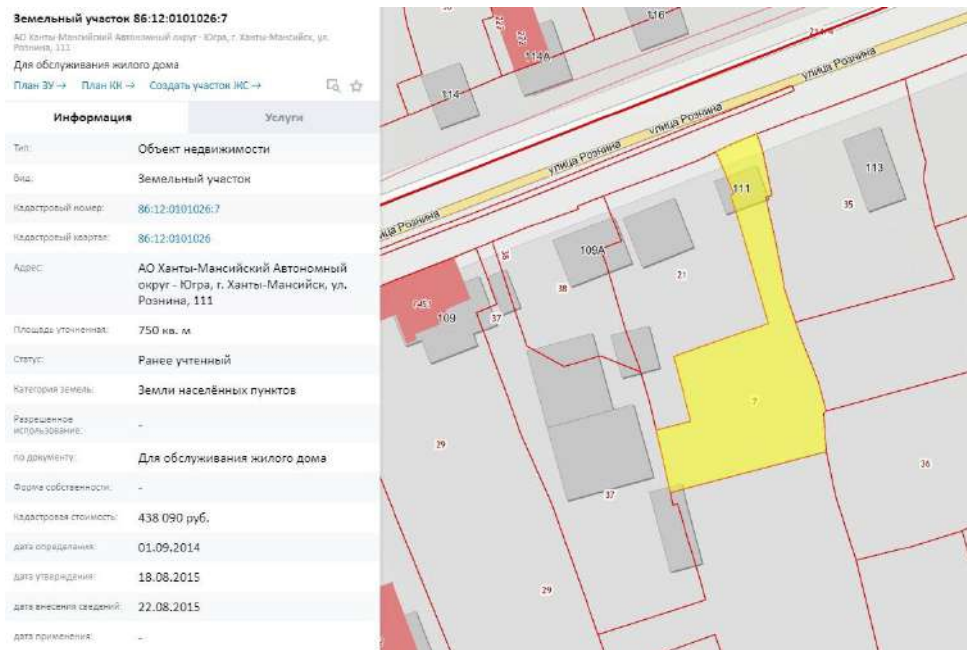 Земельный участок 86:12:0101026:7
АО Ханты-Мансийский Автономный округ - Югра, г. Ханты-Мансийск, ул.
Рознина, 111
Для обслуживания жилого дома
План ЗУ → План КК → Создать участок ЖС →
Информация Услуги
Тип: Объект недвижимости
Вид: Земельный участок
Кадастровый номер: 86:12:0101026:7
Кадастровый квартал: 86:12:0101026
Адрес: АО Ханты-Мансийский Автономный
округ - Югра, г. Ханты-Мансийск, ул.
Рознина, 111
Площадь уточненная: 750 кв. м
Статус: Ранее учтенный
Категория земель: Земли населённых пунктов
Разрешенное
использование: -
по документу: Для обслуживания жилого дома
Форма собственности: -
Кадастровая стоимость: 438 090 руб.
дата определения: 01.09.2014
дата утверждения: 18.08.2015
дата внесения сведений: 22.08.2015
дата применения: -
116
114А
114
улица Рознина
улица Рознина
улица Рознина
улица Рознина
111
113
35
109А
21
38
38
37
109
7
29
37
36
29